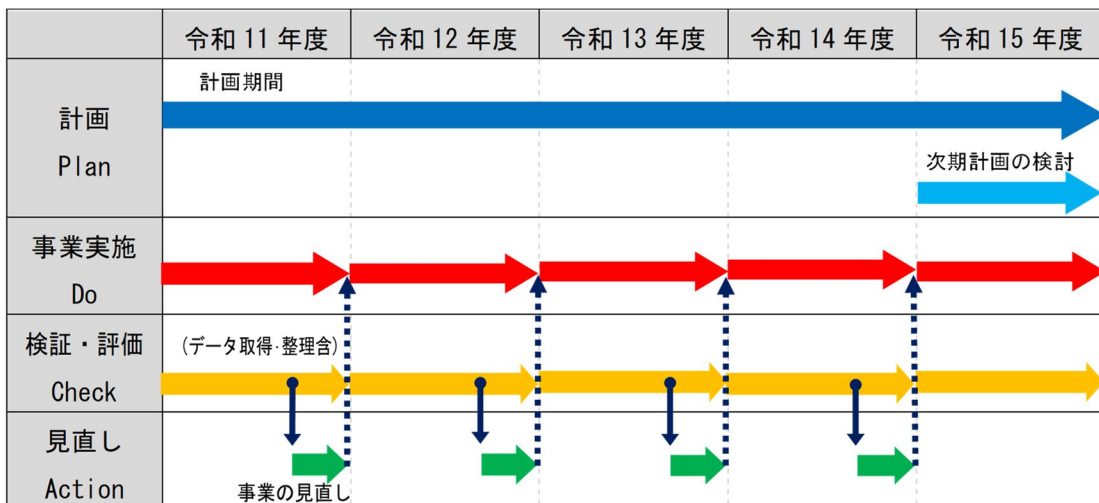 令和 11 年度 令和 12 年度 令和 13 年度 令和 14 年度 令和 15 年度
計画
Plan
計画期間
次期計画の検討
事業実施
Do
検証・評価
Check
(データ取得・整理含)
見直し
Action
事業の見直し